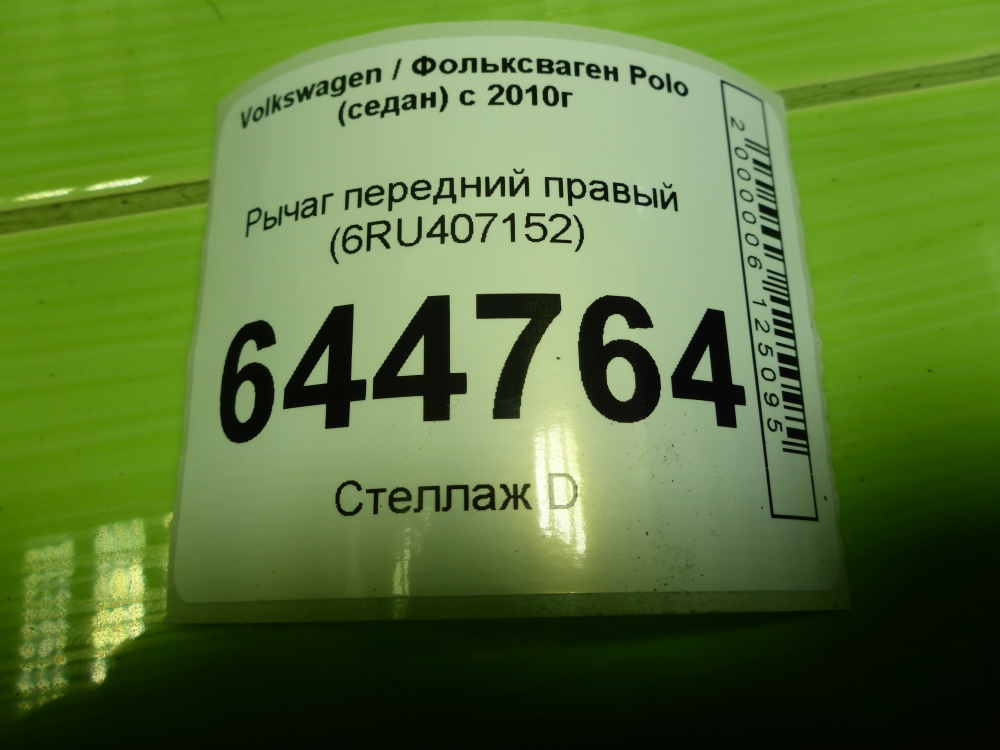 Volkswagen / Фольксваген Polo
(седан) с 2010г
Рычаг передний правый
(6RU407152)
644764
Стеллаж D
2000006125095